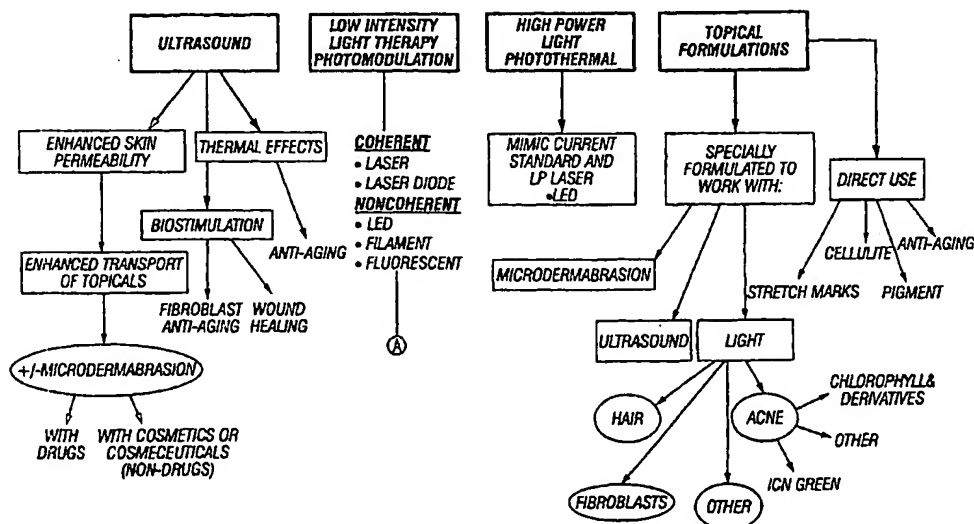 ULTRASOUND
LOW INTENSITY
LIGHT THERAPY
PHOTOMODULATION
HIGH POWER
LIGHT
PHOTOTHERMAL
TOPICAL
FORMULATIONS
ENHANCED SKIN
PERMEABILITY
THERMAL EFFECTS
BIOSTIMULATION
ANTI-AGING
ENHANCED TRANSPORT
OF TOPICALS
FIBROBLAST
ANTI-AGING
WOUND
HEALING
+/-MICRODERMABRASION
WITH
DRUGS
WITH COSMETICS OR
COSMECEUTICALS
(NON-DRUGS)
COHERENT
• LASER
• LASER DIODE
NONCOHERENT
• LED
• FILAMENT
• FLUORESCENT
A
MIMIC CURRENT
STANDARD AND
LP LASER
•LED
SPECIALLY
FORMULATED TO
WORK WITH:
DIRECT USE
MICRODERMABRASION
STRETCH MARKS
CELLULITE
PIGMENT
ANTI-AGING
ULTRASOUND
LIGHT
HAIR
FIBROBLASTS
OTHER
ACNE
CHLOROPHYLL&
DERIVATIVES
OTHER
ICN GREEN